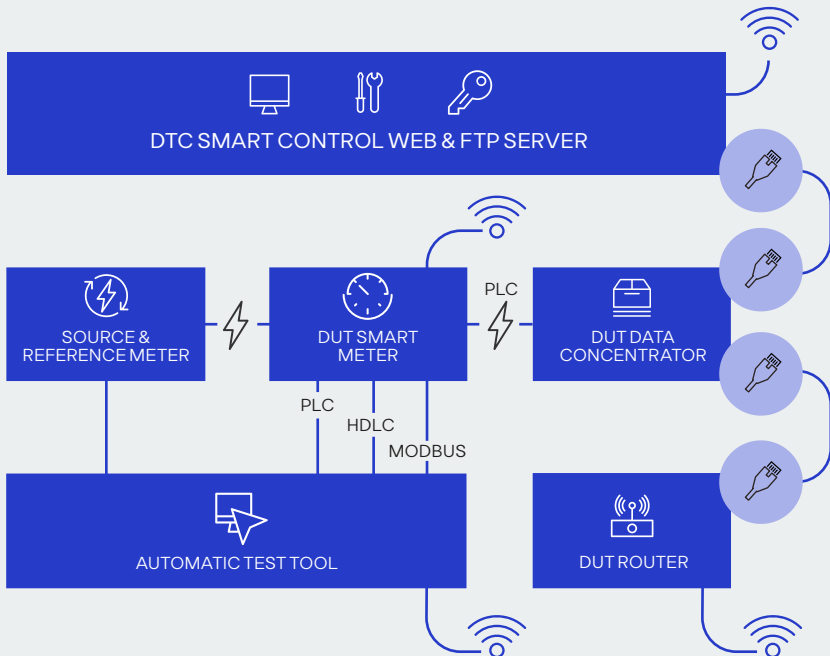 DTC SMART CONTROL WEB & FTP SERVER
SOURCE &
REFERENCE METER
DUT SMART
METER
PLC
DUT DATA
CONCENTRATOR
PLC
HDLC
MODBUS
AUTOMATIC TEST TOOL
DUT ROUTER